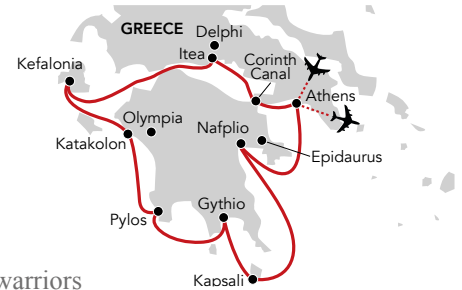 GREECE
Delphi
Itea
Kefalonia
Corinth
Canal
Athens
Olympia
Nafplio
Katakolon
Epidaurus
Gythio
Pylos
Kapsali
warriors